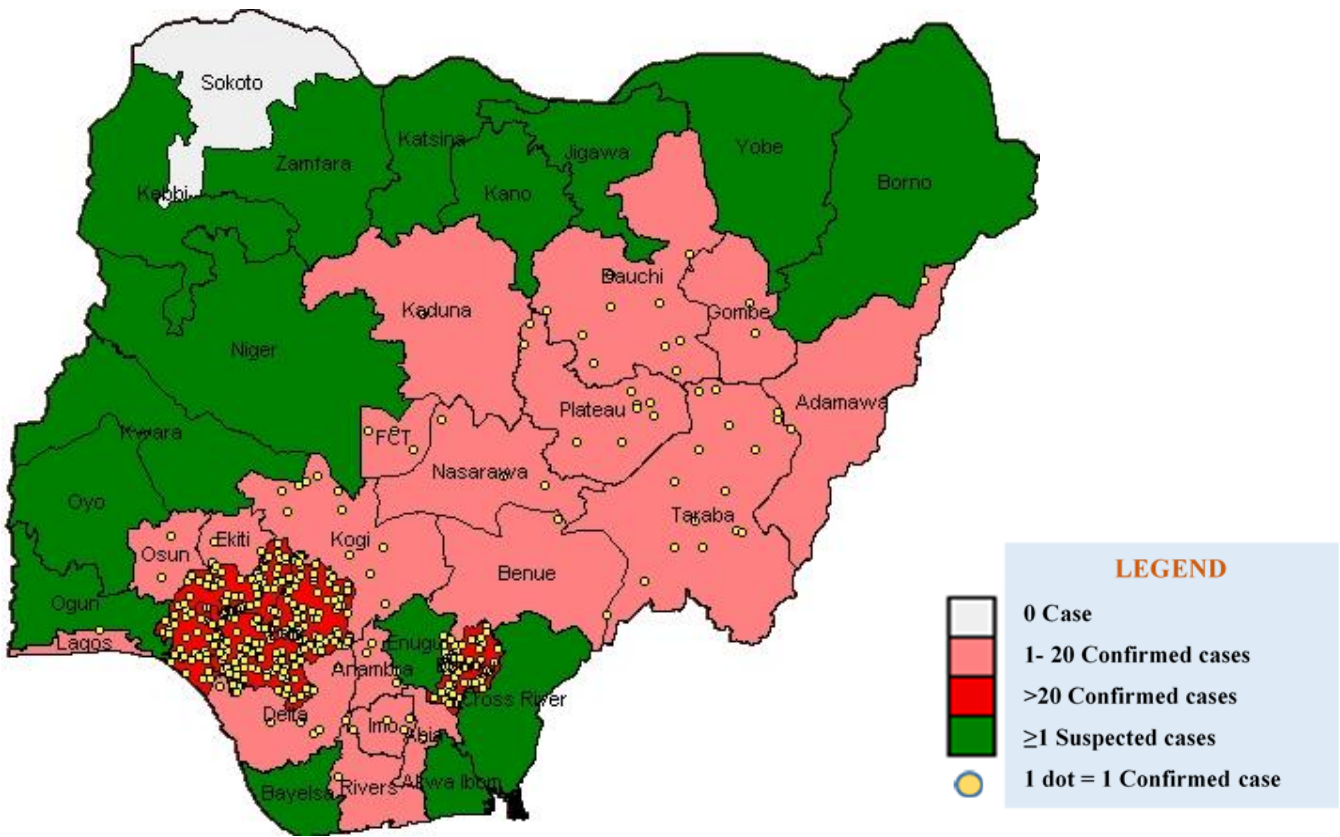 Sokoto
Katsina
Zamfara
Jigawa
Yobe
Kebbi
Kano
Borno
Bauchi
Kaduna
Gombe
Niger
Adamawa
Plateau
Kwara
FCT
Nasarawa
Oyo
Taraba
Ekiti
Kogi
Osun
Benue
Ogun
Lagos
Enugu
Anambra
Cross River
Delta
Imo
Abia
Bayelsa
Rivers
Akwa Ibom
LEGEND
0 Case
1- 20 Confirmed cases
>20 Confirmed cases
≥1 Suspected cases
1 dot = 1 Confirmed case